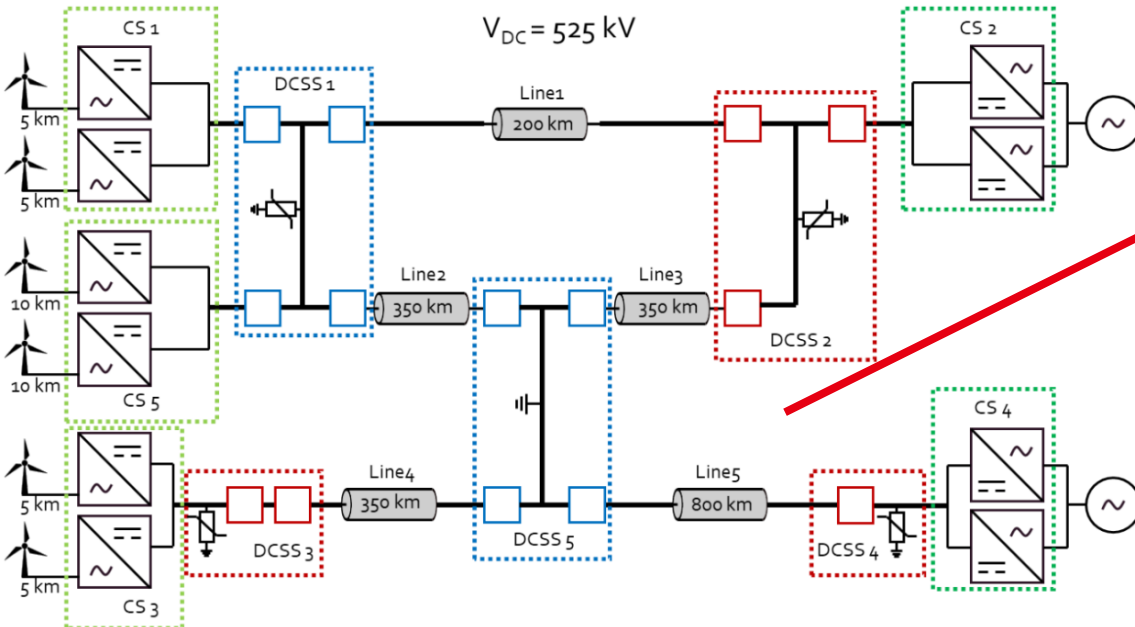 V_DC = 525 kV
CS 1
5 km
5 km
DCSS 1
Line1
200 km
CS 2
10 km
10 km
CS 5
Line2
350 km
Line3
350 km
DCSS 2
5 km
5 km
CS 3
DCSS 3
Line4
350 km
DCSS 5
Line5
800 km
DCSS 4
CS 4